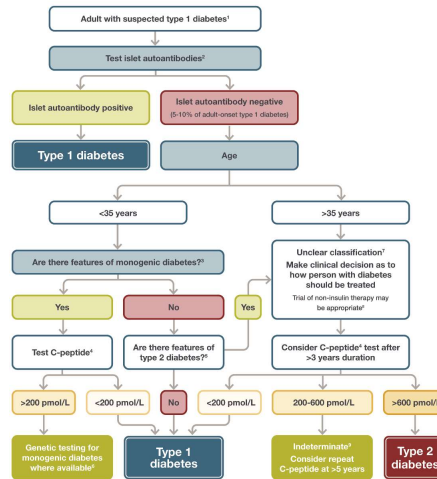 Adult with suspected type 1 diabetes¹
Test islet autoantibodies²
Islet autoantibody positive
Islet autoantibody negative
(5-10% of adult-onset type 1 diabetes)
Type 1 diabetes
Age
<35 years
>35 years
Are there features of monogenic diabetes?³
Unclear classification⁷
Make clinical decision as to
how person with diabetes
should be treated
Trial of non-insulin therapy may
be appropriate⁸
Yes
No
Yes
Test C-peptide⁴
Are there features of
type 2 diabetes?⁶
Consider C-peptide⁴ test after
>3 years duration
>200 pmol/L
<200 pmol/L
No
<200 pmol/L
200-600 pmol/L
>600 pmol/L
Genetic testing for
monogenic diabetes
where available⁵
Type 1
diabetes
Indeterminate⁹
Consider repeat
C-peptide at >5 years
Type 2
diabetes